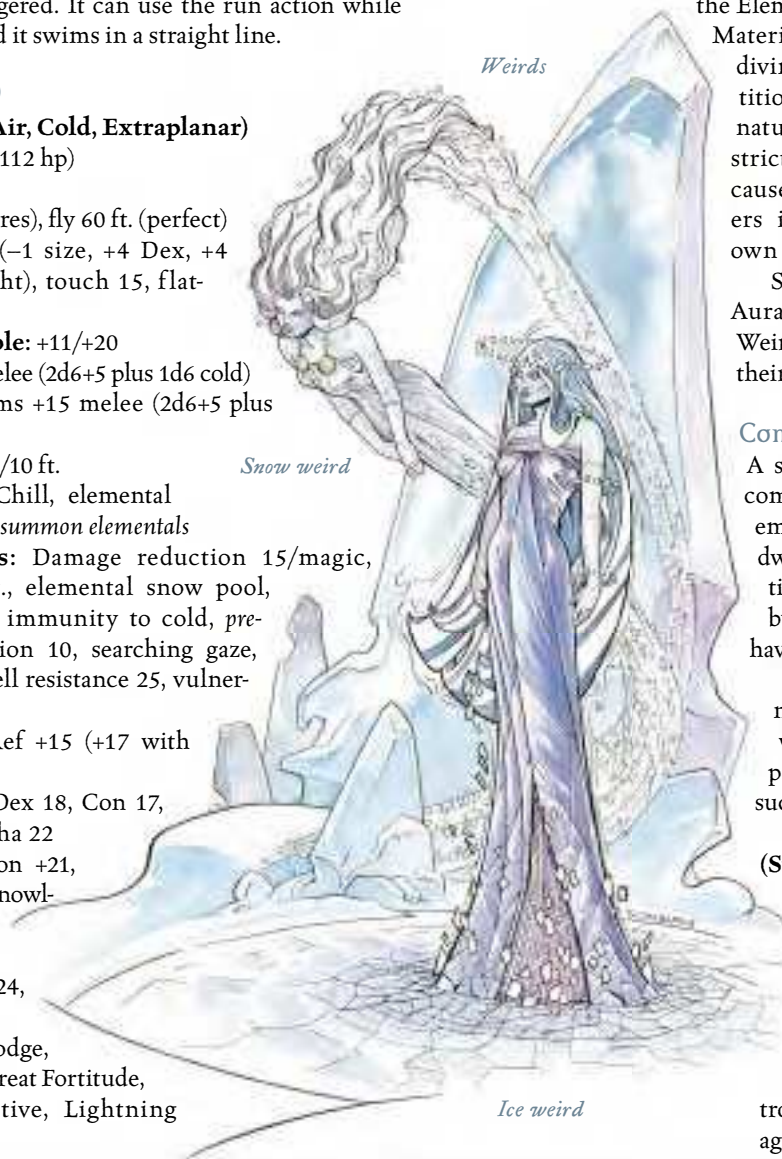 gered. It can use the run action while
d it swims in a straight line.
Air, Cold, Extraplanar)
112 hp)
res), fly 60 ft. (perfect)
(–1 size, +4 Dex, +4
ht), touch 15, flat-
ple: +11/+20
elee (2d6+5 plus 1d6 cold)
ms +15 melee (2d6+5 plus
/10 ft.
Chill, elemental
summon elementals
s: Damage reduction 15/magic,
., elemental snow pool,
immunity to cold, pre-
ion 10, searching gaze,
ell resistance 25, vulner-
Ref +15 (+17 with
Dex 18, Con 17,
ha 22
on +21,
nowl-
24,
odge,
reat Fortitude,
tive, Lightning
Weirds
Snow weird
Ice weird
the Elem
Materi
divin
titio
natu
strict
cause
ers i
own
S
Aura
Weir
their
Con
A s
com
em
dw
ti
b
hav
r
v
p
suc
(S
tro
ag